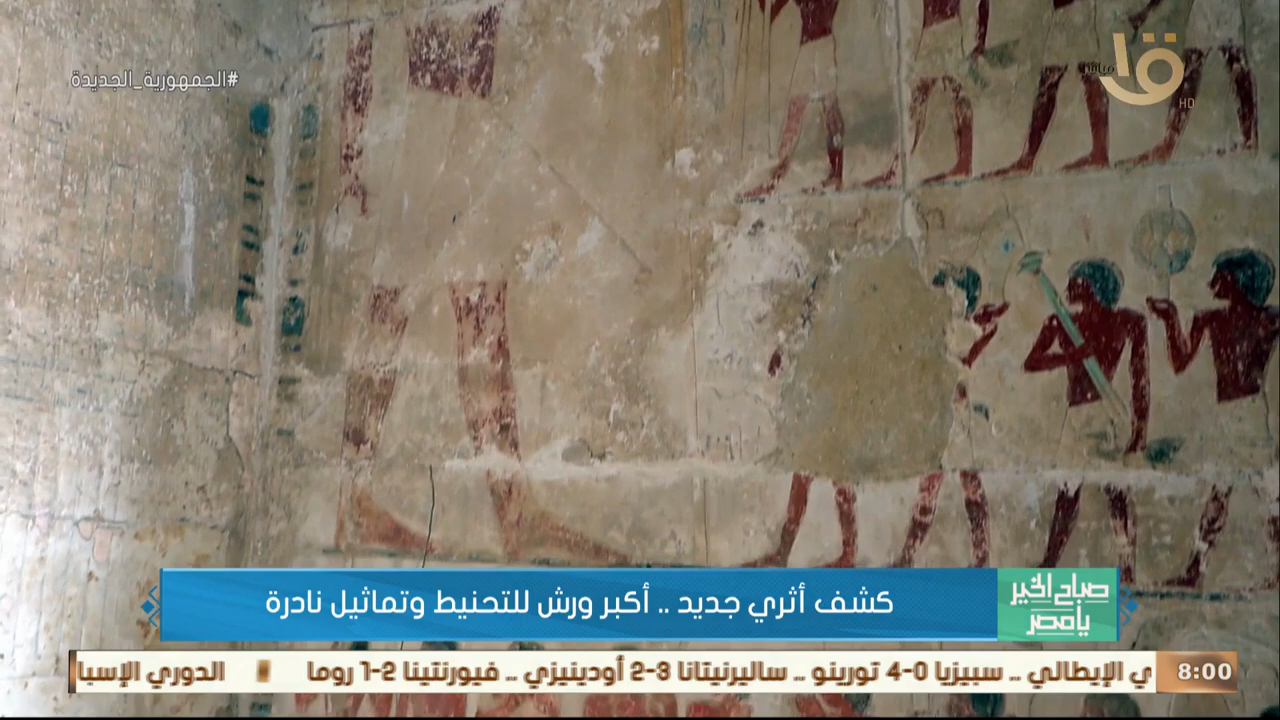 #الجمهورية_الجديدة
مباشر
HD
صباح الخير
يا مصر
كشف أثري جديد .. أكبر ورش للتحنيط وتماثيل نادرة
8:00
ي الإيطالي .. سبيزيا 0-4 تورينو .. ساليرنيتانا 3-2 أودينيزي .. فيورنتينا 2-1 روما
الدوري الإسبا